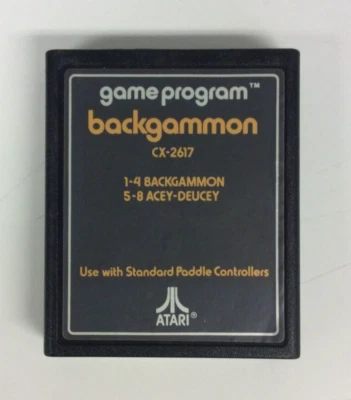 game program™
backgammon
CX-2617
1-4 BACKGAMMON
5-8 ACEY-DEUCEY
Use with Standard Paddle Controllers
ATARI®